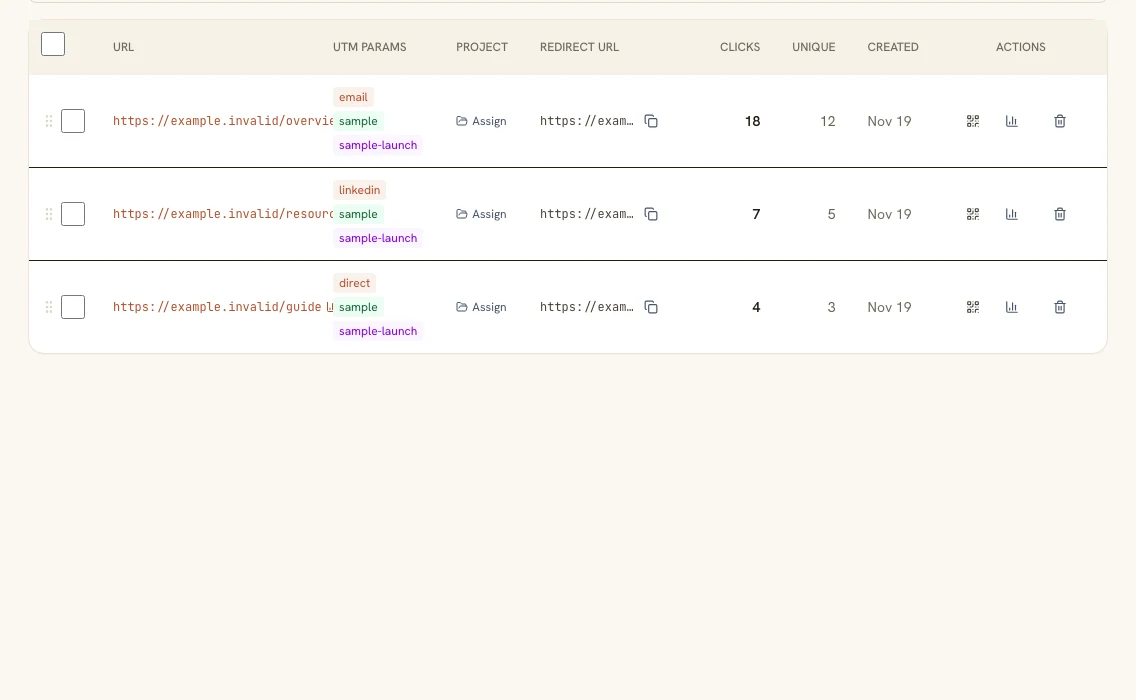 URL UTM PARAMS PROJECT REDIRECT URL CLICKS UNIQUE CREATED ACTIONS
email
https://example.invalid/overvie sample Assign https://exam… 18 12 Nov 19
sample-launch
linkedin
https://example.invalid/resourc sample Assign https://exam… 7 5 Nov 19
sample-launch
direct
https://example.invalid/guide sample Assign https://exam… 4 3 Nov 19
sample-launch